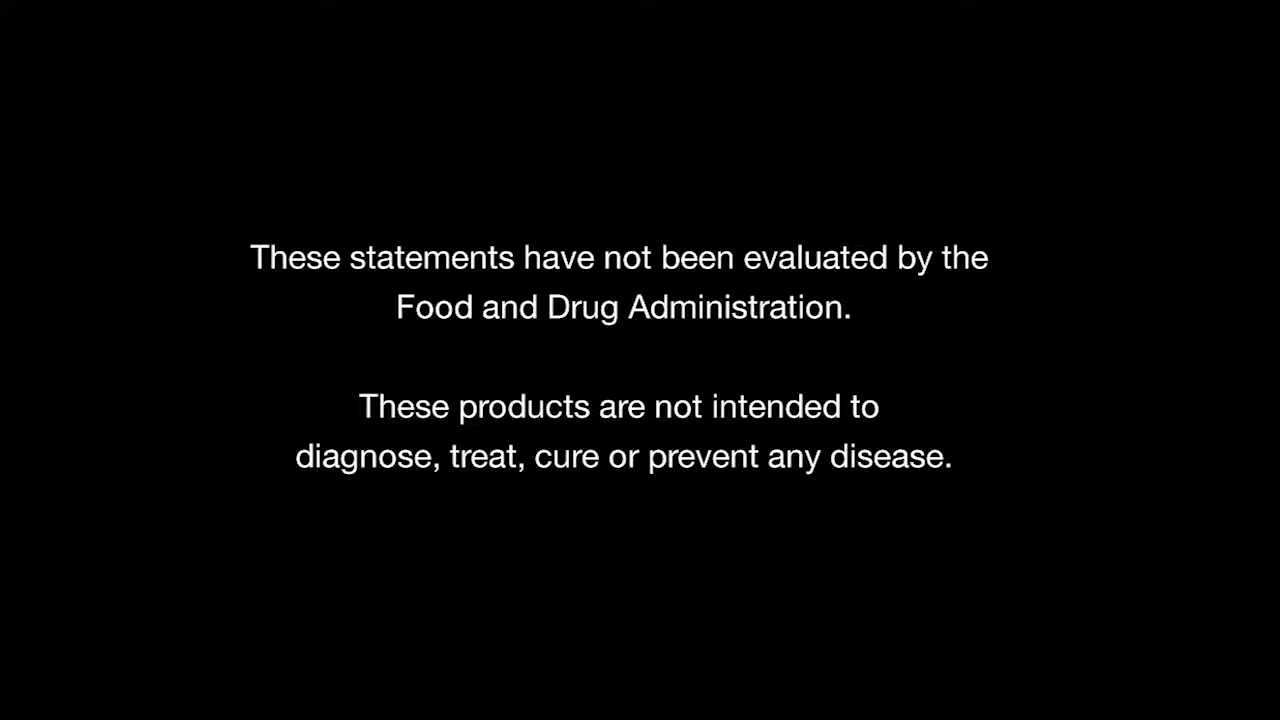 These statements have not been evaluated by the
Food and Drug Administration.
These products are not intended to
diagnose, treat, cure or prevent any disease.